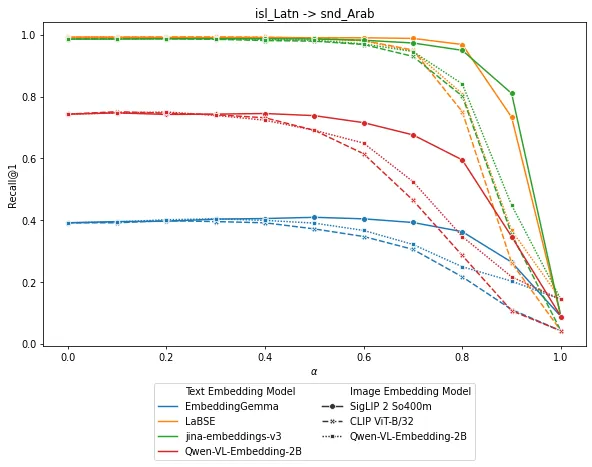 isl_Latn -> snd_Arab
1.0
0.8
0.6
0.4
0.2
0.0
Recall@1
0.0 0.2 0.4 0.6 0.8 1.0
α
Text Embedding Model
EmbeddingGemma
LaBSE
jina-embeddings-v3
Qwen-VL-Embedding-2B
Image Embedding Model
SigLIP 2 So400m
CLIP ViT-B/32
Qwen-VL-Embedding-2B